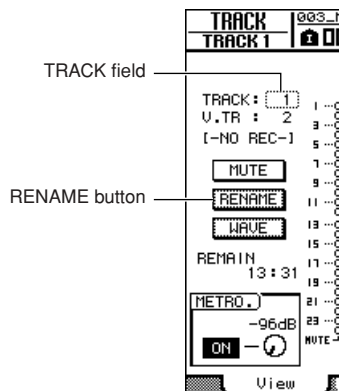 TRACK
TRACK 1
003_
TRACK field
TRACK: 1
V.TR : 2
[-NO REC-]
MUTE
RENAME button
RENAME
WAVE
REMAIN
13:31
METRO.
-96dB
ON
1
3
5
7
9
11
13
15
17
19
21
23
MUTE
View